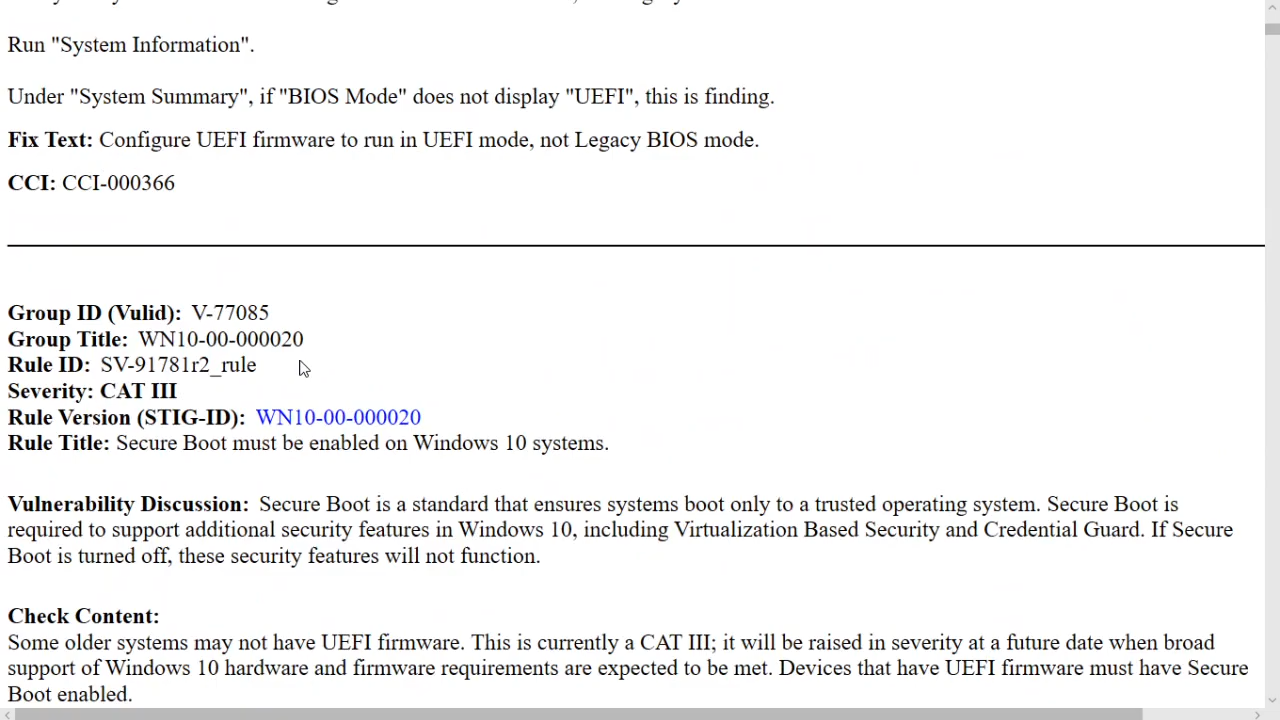 Run "System Information".
Under "System Summary", if "BIOS Mode" does not display "UEFI", this is finding.
Fix Text: Configure UEFI firmware to run in UEFI mode, not Legacy BIOS mode.
CCI: CCI-000366
Group ID (Vulid): V-77085
Group Title: WN10-00-000020
Rule ID: SV-91781r2_rule
Severity: CAT III
Rule Version (STIG-ID): WN10-00-000020
Rule Title: Secure Boot must be enabled on Windows 10 systems.
Vulnerability Discussion: Secure Boot is a standard that ensures systems boot only to a trusted operating system. Secure Boot is
required to support additional security features in Windows 10, including Virtualization Based Security and Credential Guard. If Secure
Boot is turned off, these security features will not function.
Check Content:
Some older systems may not have UEFI firmware. This is currently a CAT III; it will be raised in severity at a future date when broad
support of Windows 10 hardware and firmware requirements are expected to be met. Devices that have UEFI firmware must have Secure
Boot enabled.